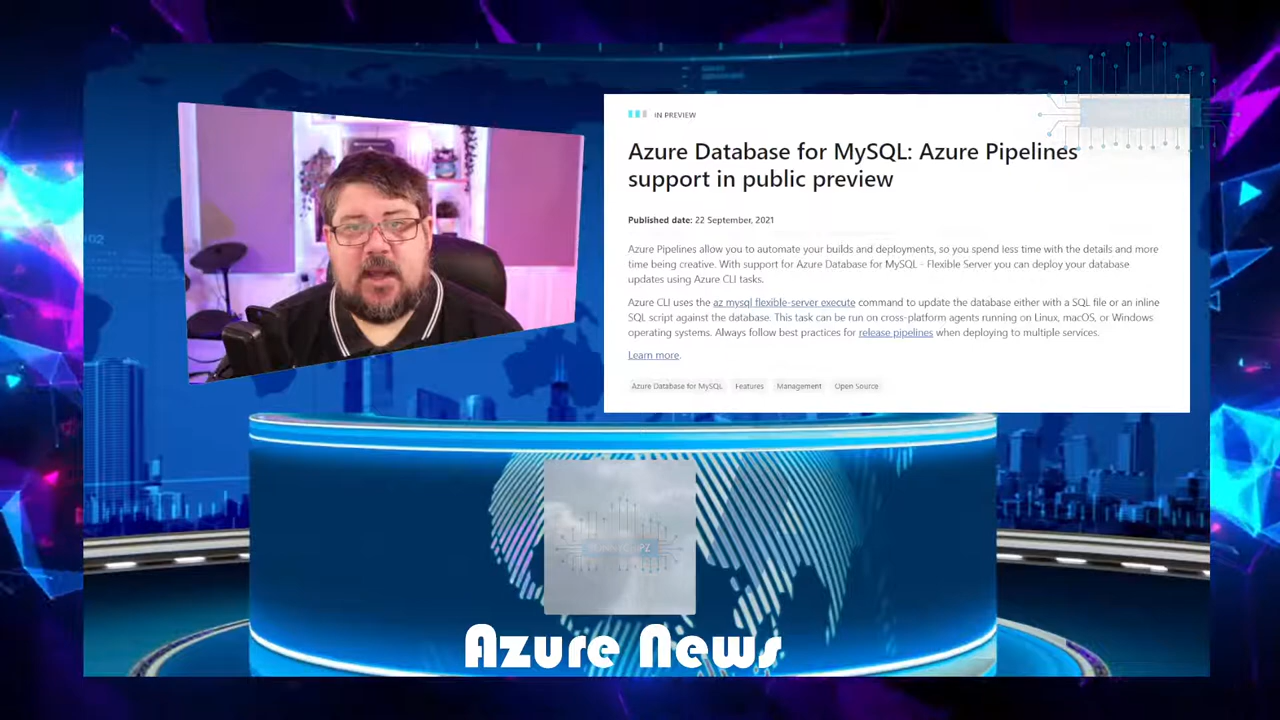 IN PREVIEW
Azure Database for MySQL: Azure Pipelines
support in public preview
Published date: 22 September, 2021
Azure Pipelines allow you to automate your builds and deployments, so you spend less time with the details and more
time being creative. With support for Azure Database for MySQL - Flexible Server you can deploy your database
updates using Azure CLI tasks.
Azure CLI uses the az mysql flexible-server execute command to update the database either with a SQL file or an inline
SQL script against the database. This task can be run on cross-platform agents running on Linux, macOS, or Windows
operating systems. Always follow best practices for release pipelines when deploying to multiple services.
Learn more.
Azure Database for MySQL Features Management Open Source
Azure News